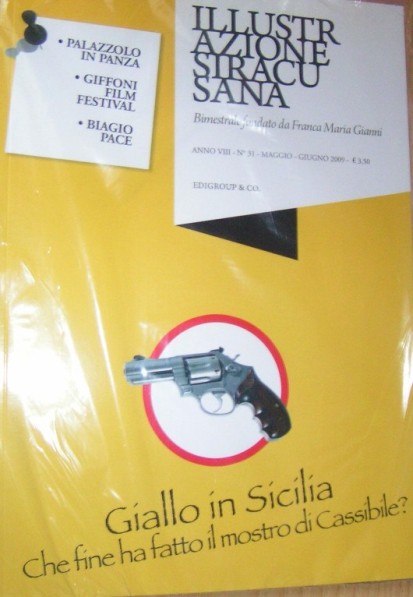 • PALAZZOLO
IN PANZA
• GIFFONI
FILM
FESTIVAL
• BIAGIO
PACE
ILLUSTR
AZIONE
SIRACU
SANA
Bimestrale fondato da Franca Maria Gianni
ANNO VIII - N° 31 - MAGGIO - GIUGNO 2009 - € 3,50
EDIGROUP & CO.
Giallo in Sicilia
Che fine ha fatto il mostro di Cassibile?